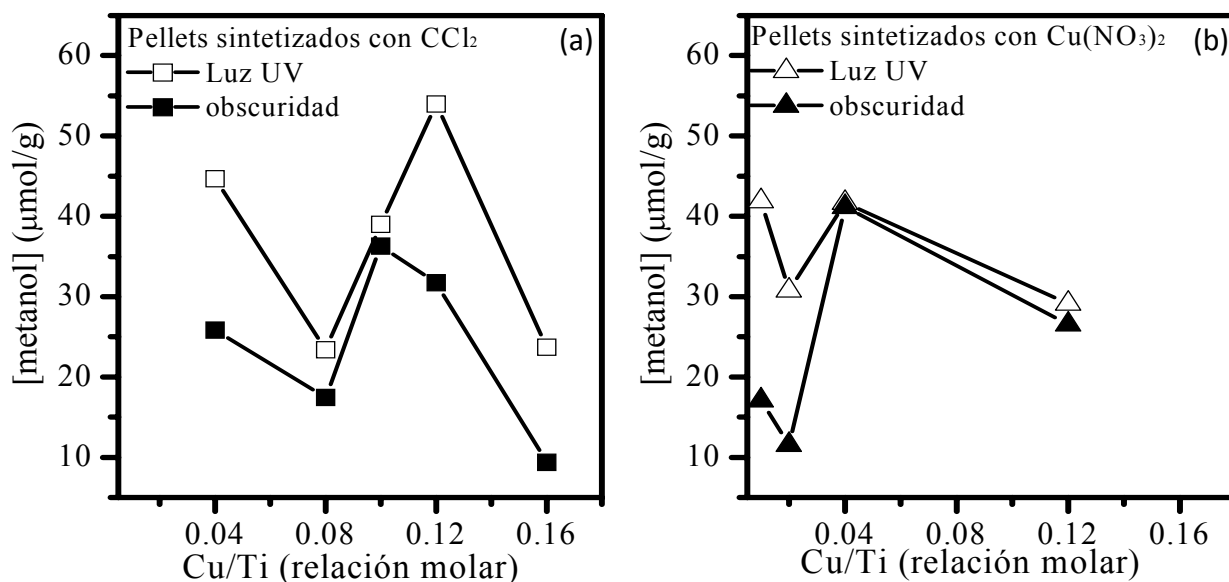 Pellets sintetizados con CCl₂ (a)
Luz UV
obscuridad
60
50
40
30
20
10
[metanol] (µmol/g)
0.04 0.08 0.12 0.16
Cu/Ti (relación molar)
Pellets sintetizados con Cu(NO₃)₂ (b)
Luz UV
obscuridad
60
50
40
30
20
10
[metanol] (µmol/g)
0.04 0.08 0.12 0.16
Cu/Ti (relación molar)